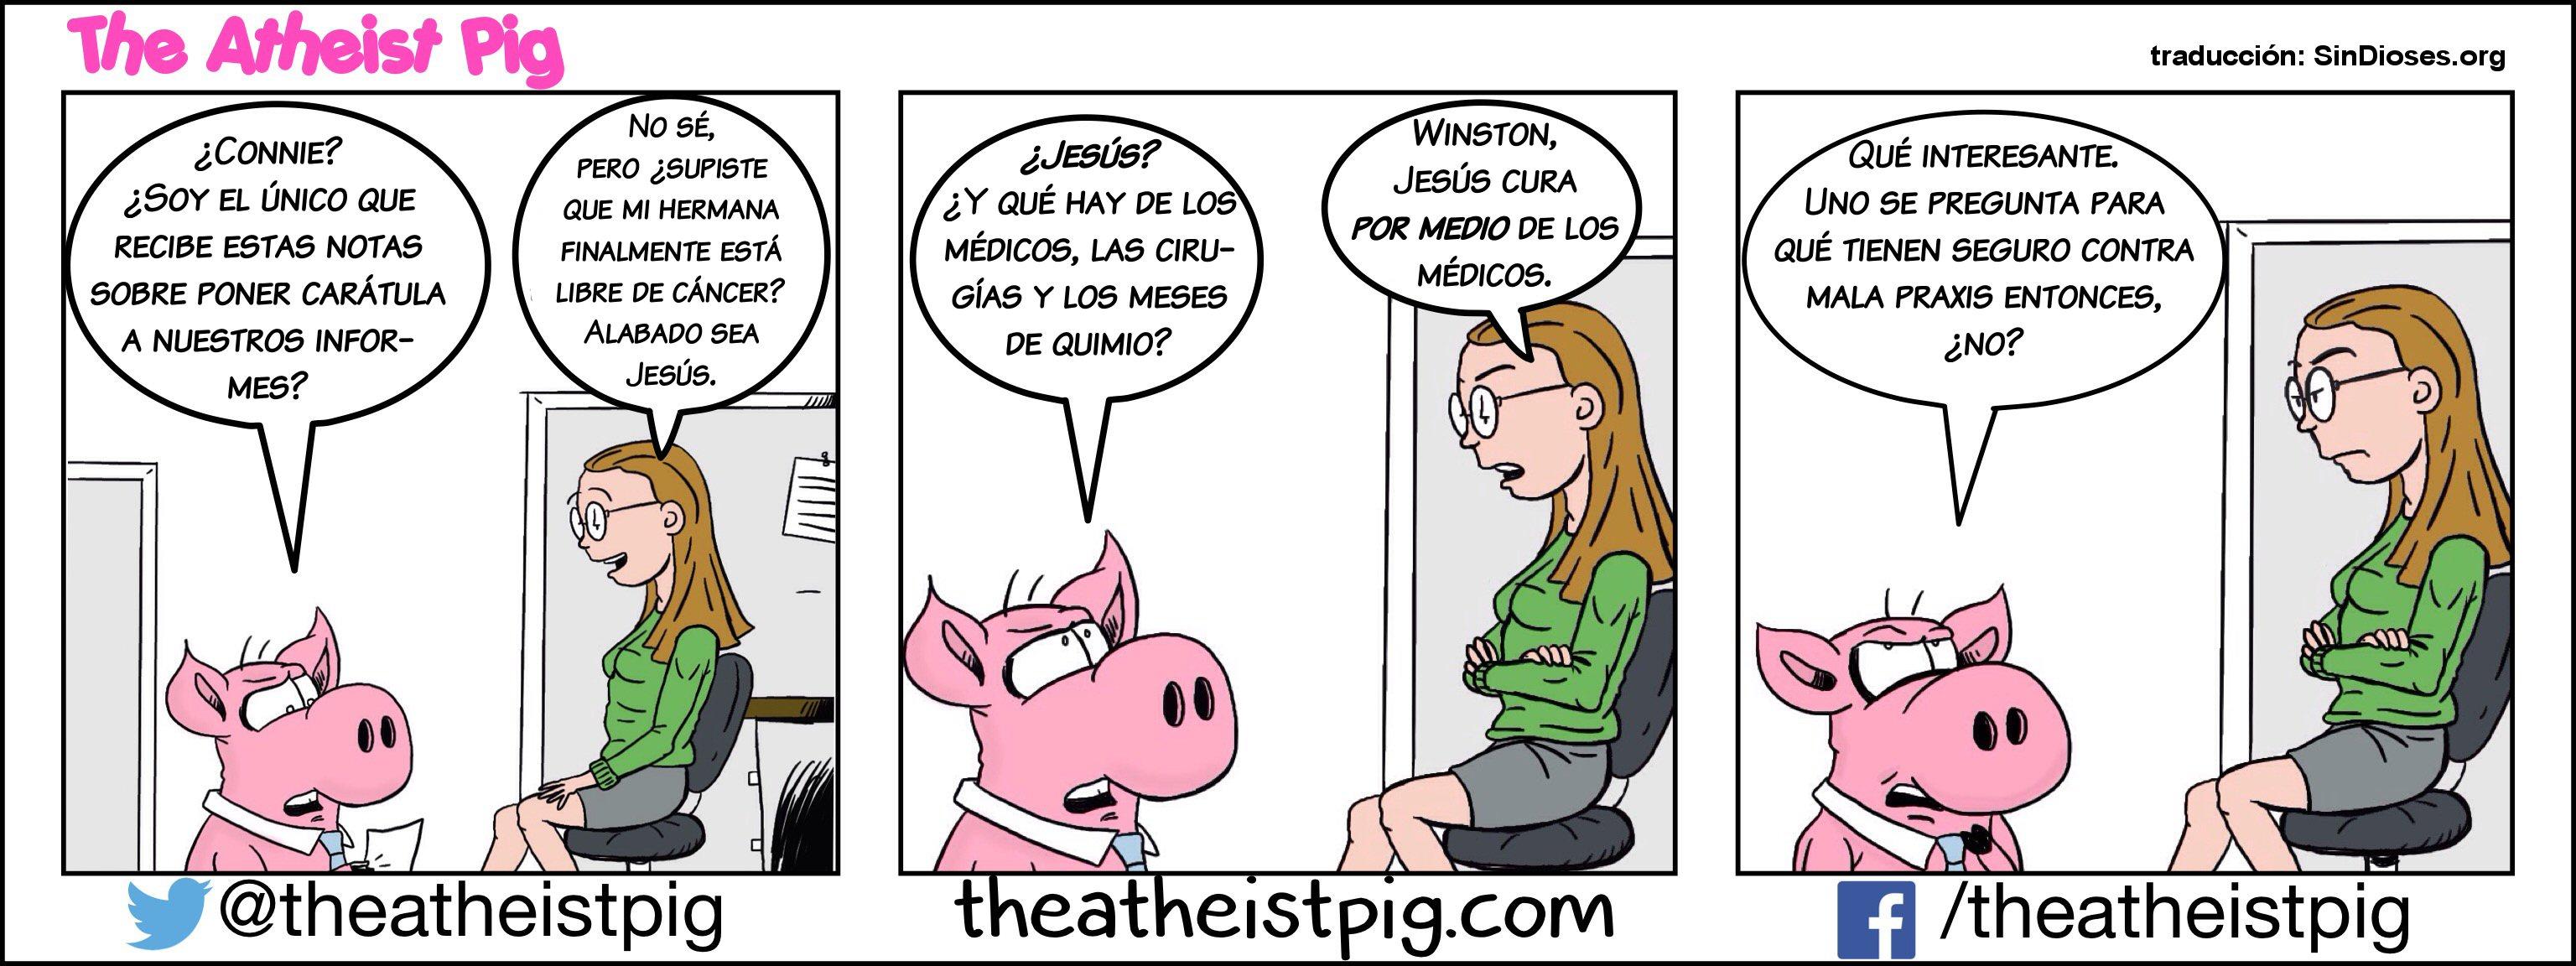 The Atheist Pig
traducción: SinDioses.org
¿CONNIE?
¿SOY EL ÚNICO QUE
RECIBE ESTAS NOTAS
SOBRE PONER CARÁTULA
A NUESTROS INFOR-
MES?
NO SÉ,
PERO ¿SUPISTE
QUE MI HERMANA
FINALMENTE ESTÁ
LIBRE DE CÁNCER?
ALABADO SEA
JESÚS.
¿JESÚS?
¿Y QUÉ HAY DE LOS
MÉDICOS, LAS CIRU-
GÍAS Y LOS MESES
DE QUIMIO?
WINSTON,
JESÚS CURA
POR MEDIO DE LOS
MÉDICOS.
QUÉ INTERESANTE.
UNO SE PREGUNTA PARA
QUÉ TIENEN SEGURO CONTRA
MALA PRAXIS ENTONCES,
¿NO?
@theatheistpig
theatheistpig.com
/theatheistpig